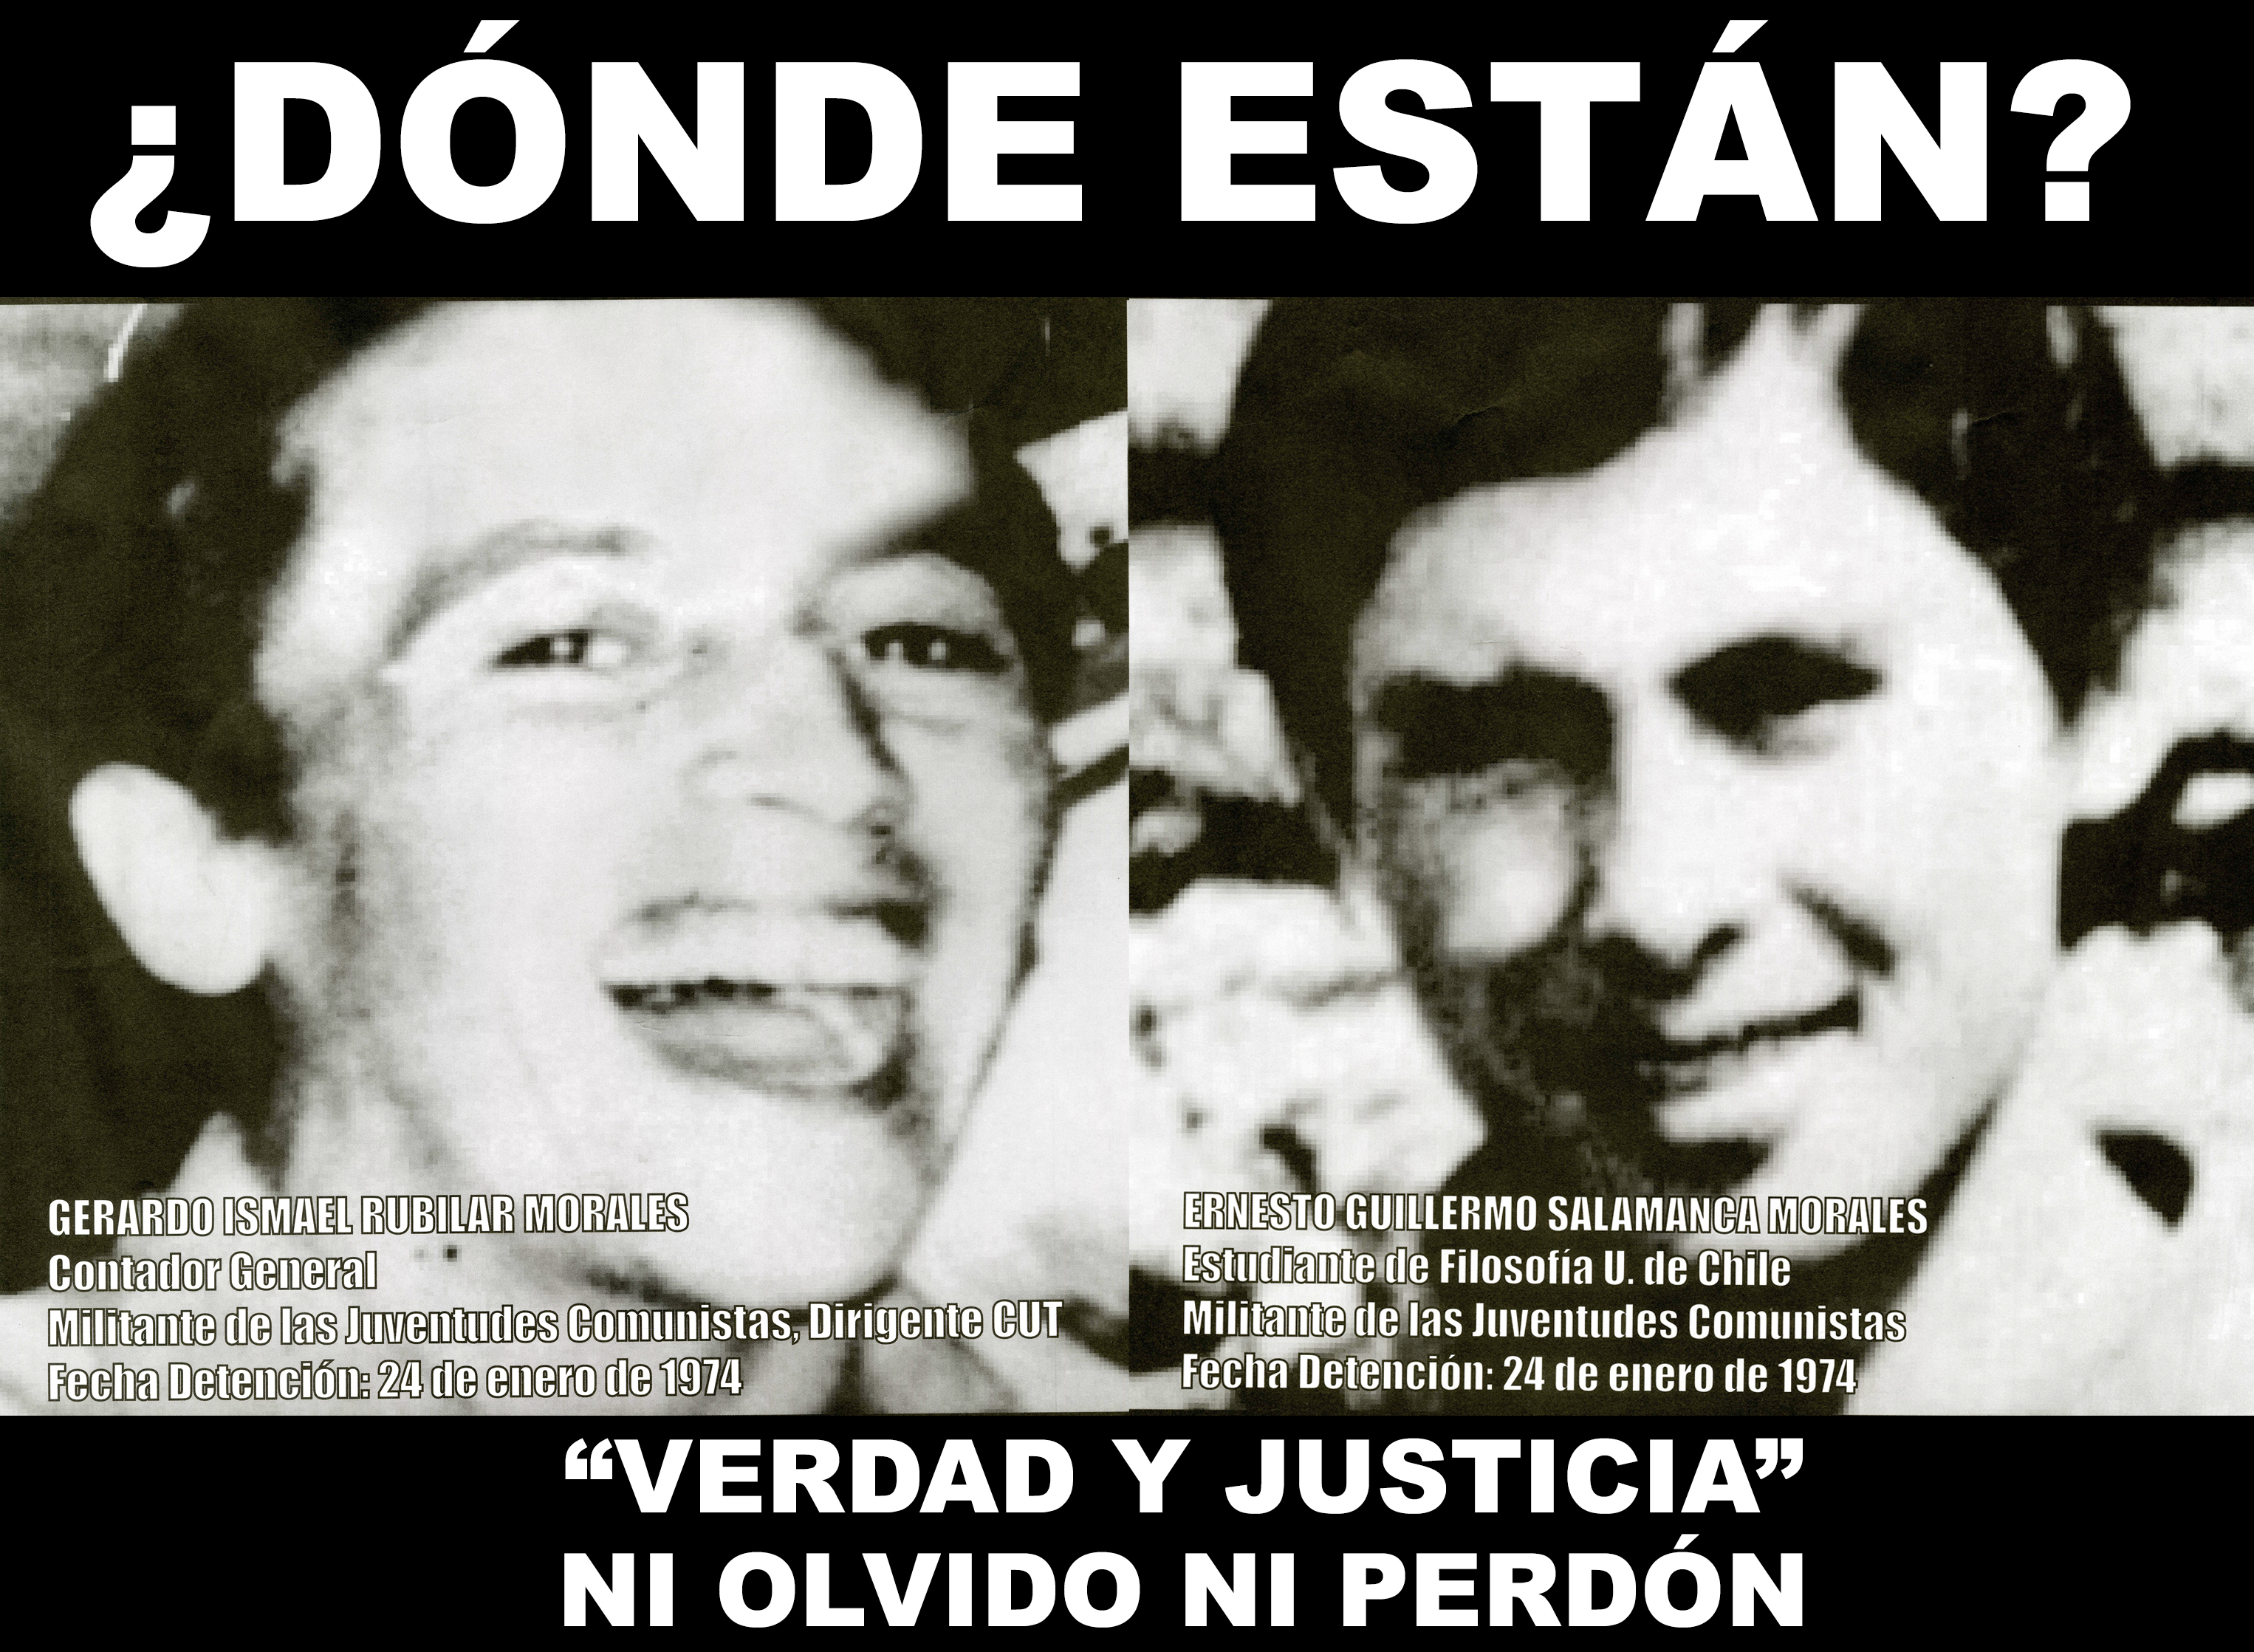 ¿DÓNDE ESTÁN?
GERARDO ISMAEL RUBILAR MORALES
Contador General
Militante de las Juventudes Comunistas, Dirigente CUT
Fecha Detención: 24 de enero de 1974
ERNESTO GUILLERMO SALAMANCA MORALES
Estudiante de Filosofía U. de Chile
Militante de las Juventudes Comunistas
Fecha Detención: 24 de enero de 1974
“VERDAD Y JUSTICIA”
NI OLVIDO NI PERDÓN